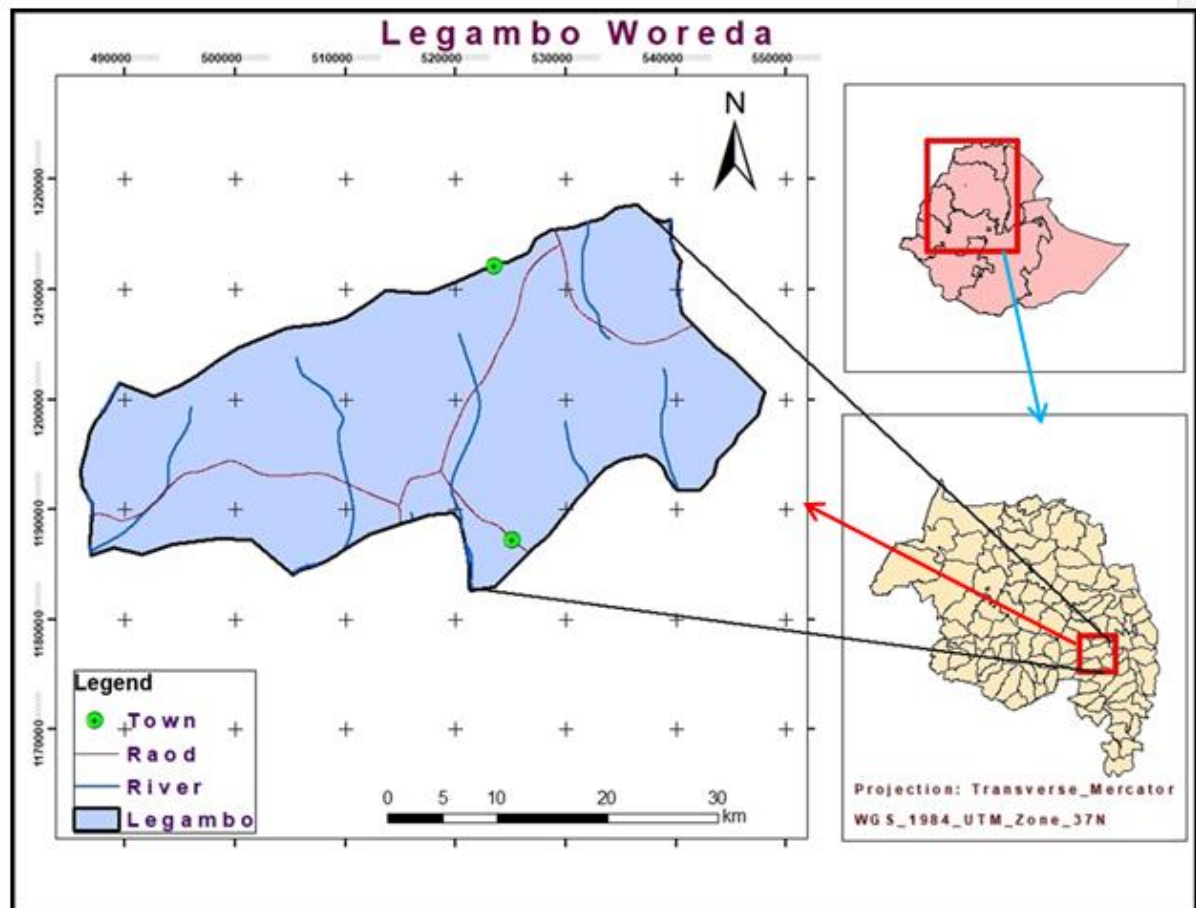 Legambo Woreda
490000 500000 510000 520000 530000 540000 550000
N
1220000
1210000
1200000
1190000
1180000
1170000
Legend
Town
Raod
River
Legambo
0 5 10 20 30
km
Projection: Transverse_Mercator
WGS_1984_UTM_Zone_37N